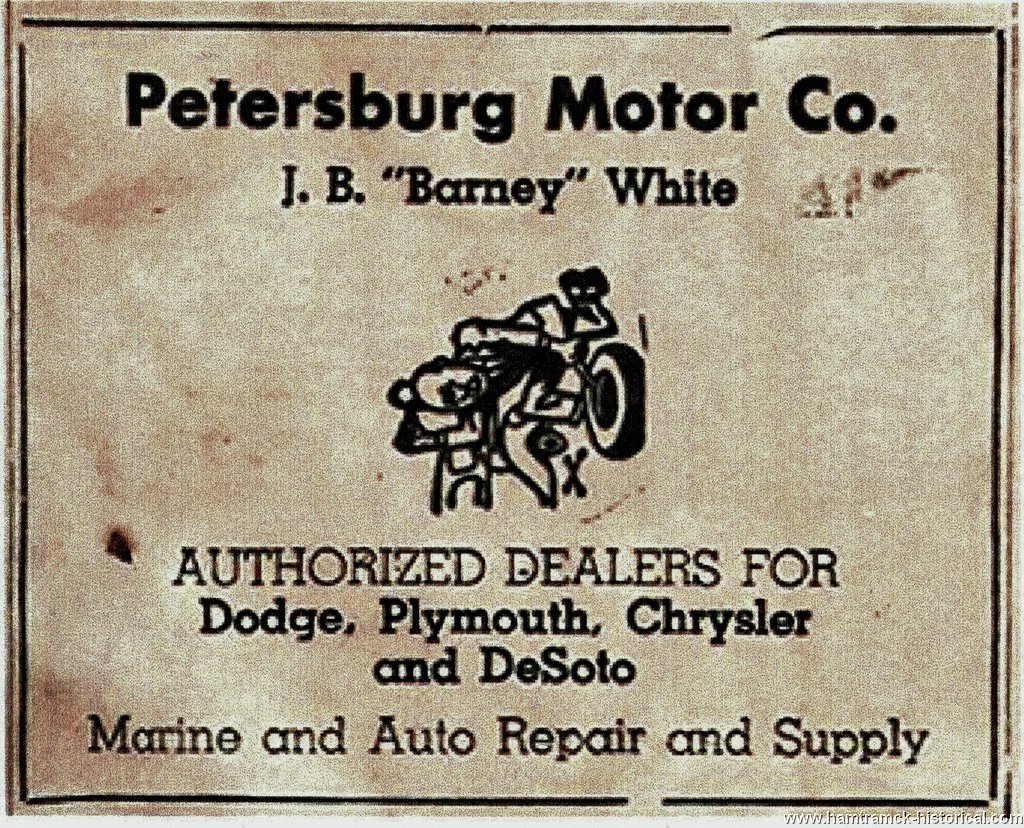 Petersburg Motor Co.
J. B. "Barney" White
AUTHORIZED DEALERS FOR
Dodge, Plymouth, Chrysler
and DeSoto
Marine and Auto Repair and Supply
www.hamtramck-historical.com